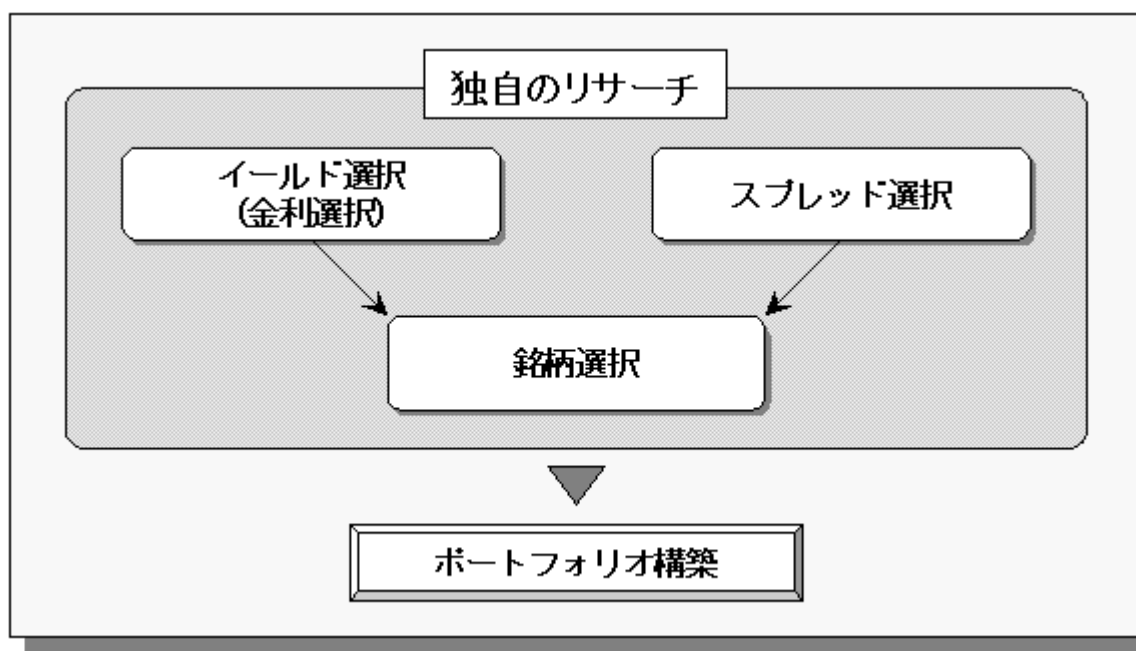 独自のリサーチ
イールド選択
(金利選択)
スプレッド選択
銘柄選択
ポートフォリオ構築